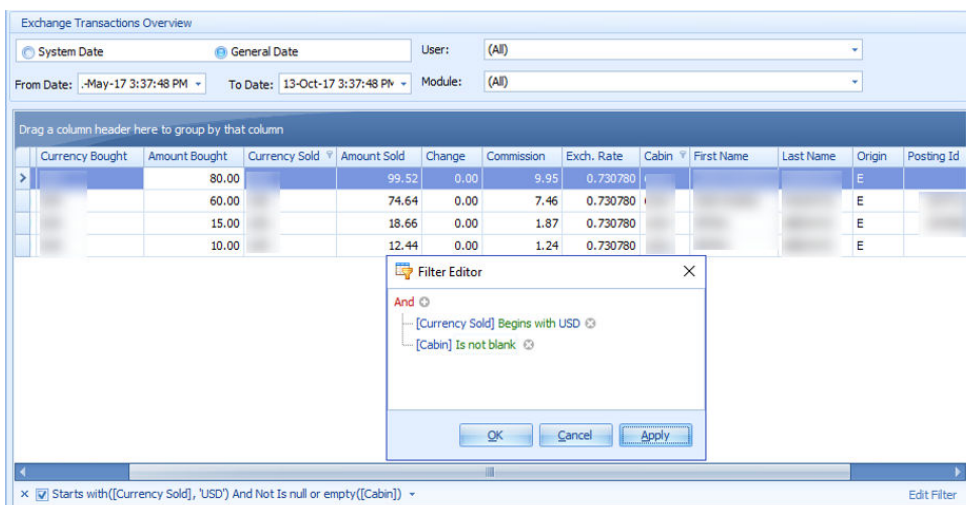 Exchange Transactions Overview
System Date General Date User: (All)
From Date: .-May-17 3:37:48 PM To Date: 13-Oct-17 3:37:48 PM Module: (All)
Drag a column header here to group by that column
Currency Bought Amount Bought Currency Sold Amount Sold Change Commission Exch. Rate Cabin First Name Last Name Origin Posting Id
80.00 99.52 0.00 9.95 0.730780 E
60.00 74.64 0.00 7.46 0.730780 E
15.00 18.66 0.00 1.87 0.730780 E
10.00 12.44 0.00 1.24 0.730780 E
Filter Editor
And
[Currency Sold] Begins with USD
[Cabin] Is not blank
OK Cancel Apply
Starts with([Currency Sold], 'USD') And Not Is null or empty([Cabin]) Edit Filter